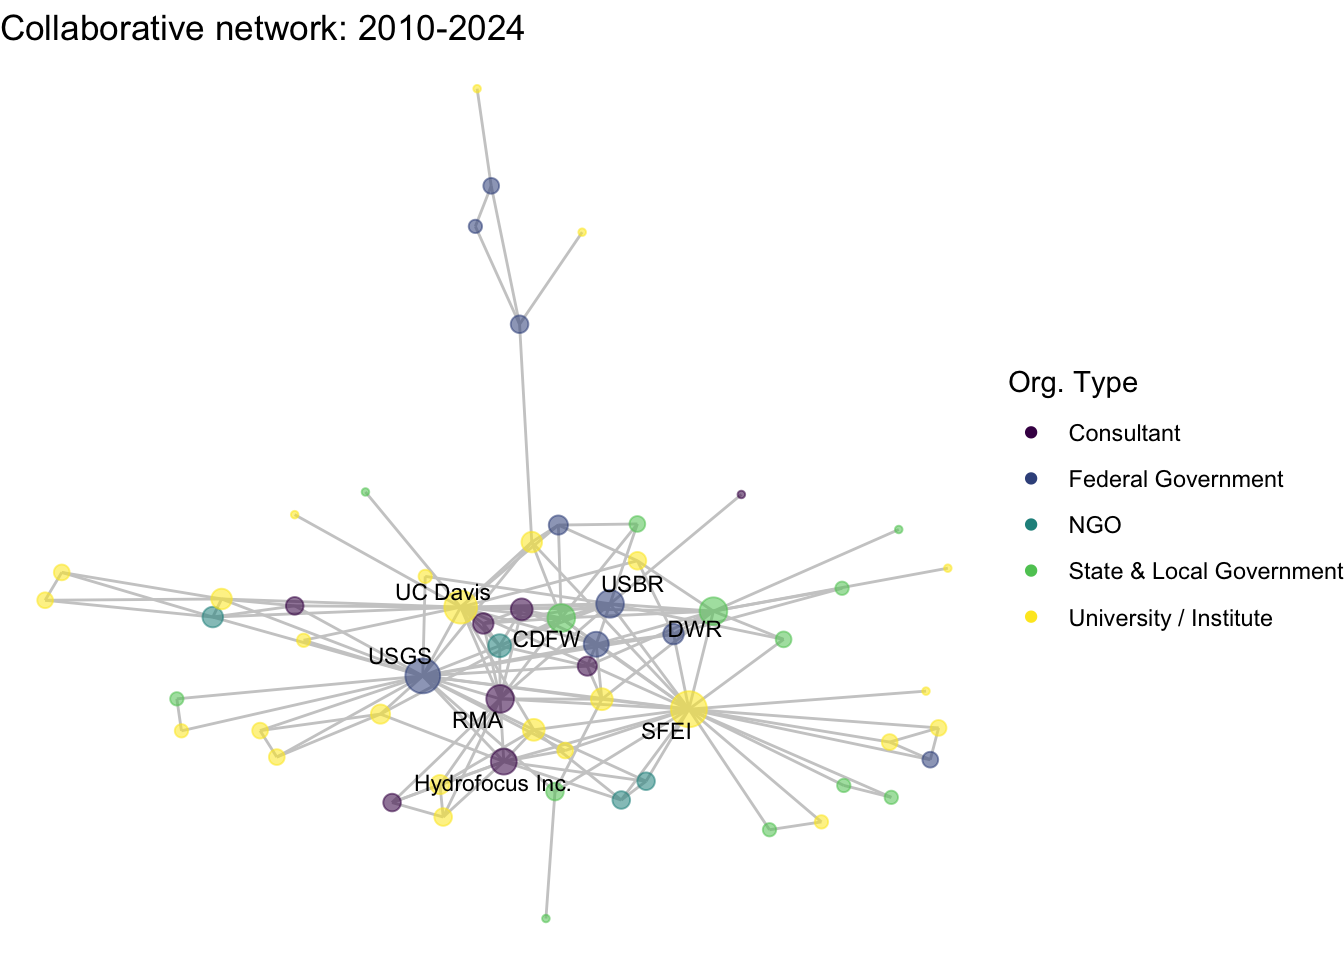 Collaborative network: 2010-2024
Org. Type
Consultant
Federal Government
NGO
State & Local Government
University / Institute
UC Davis
USBR
CDFW
DWR
USGS
RMA
SFEI
Hydrofocus Inc.